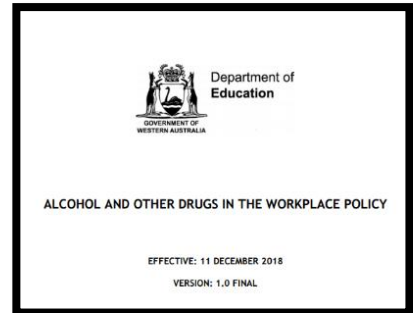 Department of
Education
GOVERNMENT OF
WESTERN AUSTRALIA
ALCOHOL AND OTHER DRUGS IN THE WORKPLACE POLICY
EFFECTIVE: 11 DECEMBER 2018
VERSION: 1.0 FINAL